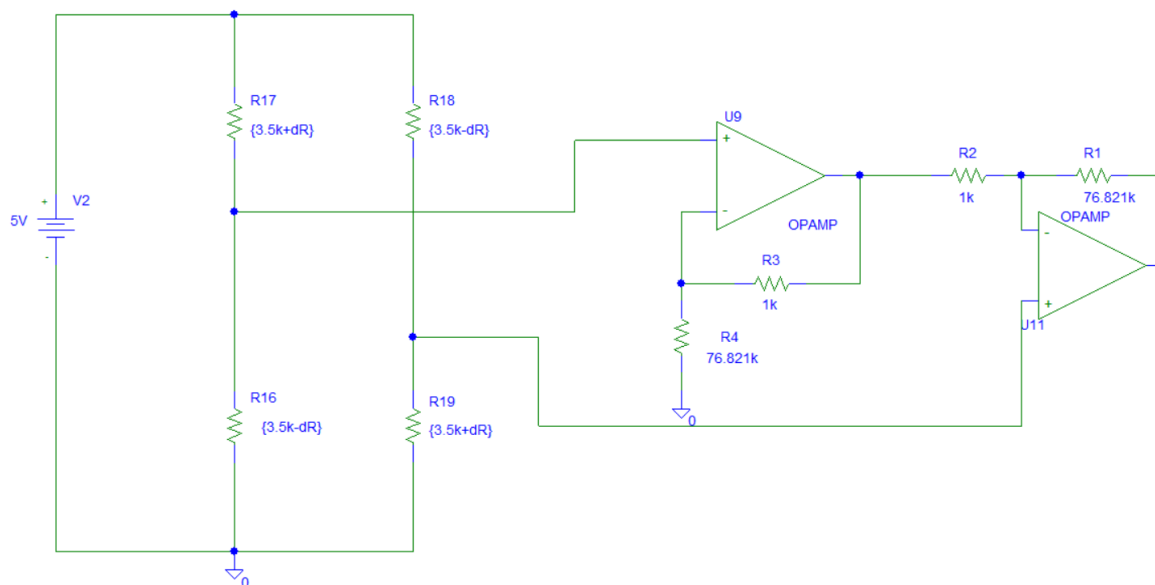 R17
{3.5k+dR}
R18
{3.5k-dR}
U9
+
-
OPAMP
R2
1k
R1
76.821k
OPAMP
-
+
U11
+
V2
5V
-
R3
1k
R4
76.821k
0
R16
{3.5k-dR}
R19
{3.5k+dR}
0